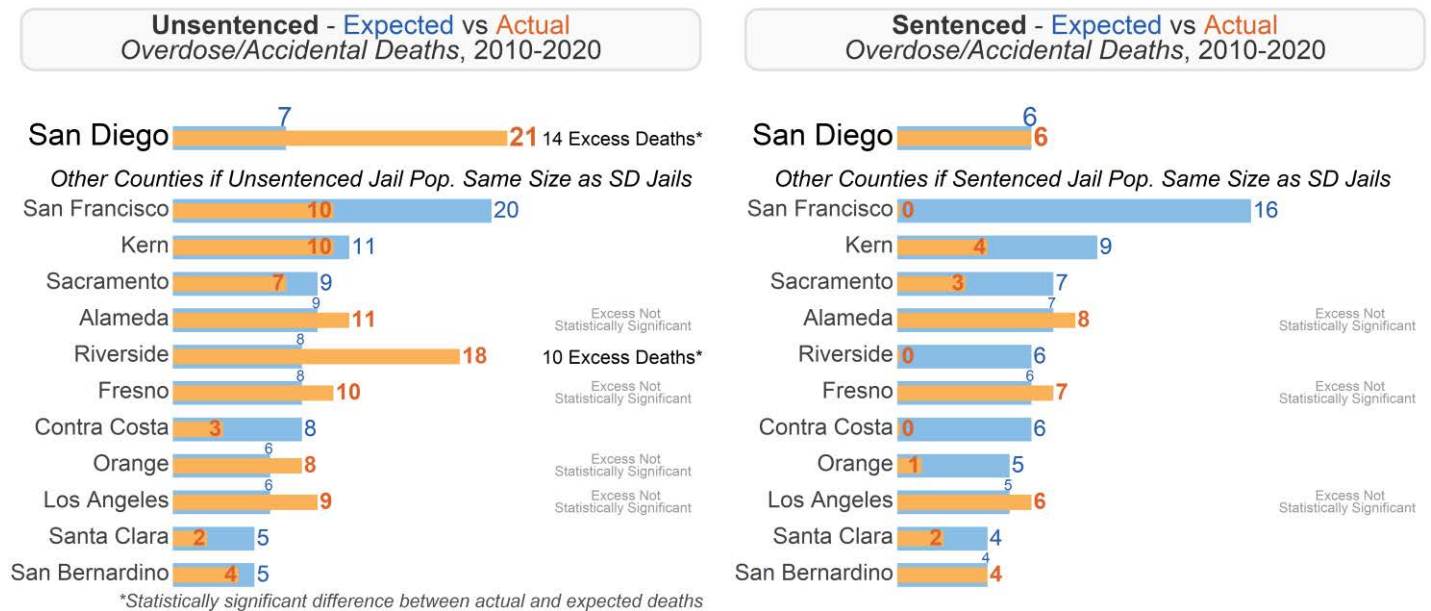 Unsentenced - Expected vs Actual
Overdose/Accidental Deaths, 2010-2020
7
San Diego 21 14 Excess Deaths*
Other Counties if Unsentenced Jail Pop. Same Size as SD Jails
San Francisco 10 20
Kern 10 11
Sacramento 7 9
9
Alameda 11 Excess Not
Statistically Significant
8
Riverside 18 10 Excess Deaths*
8
Fresno 10 Excess Not
Statistically Significant
Contra Costa 3 8
6
Orange 8 Excess Not
Statistically Significant
6
Los Angeles 9 Excess Not
Statistically Significant
Santa Clara 2 5
San Bernardino 4 5
*Statistically significant difference between actual and expected deaths
Sentenced - Expected vs Actual
Overdose/Accidental Deaths, 2010-2020
6
San Diego 6
Other Counties if Sentenced Jail Pop. Same Size as SD Jails
San Francisco 0 16
Kern 4 9
Sacramento 3 7
7
Alameda 8 Excess Not
Statistically Significant
Riverside 0 6
6
Fresno 7 Excess Not
Statistically Significant
Contra Costa 0 6
Orange 1 5
5
Los Angeles 6 Excess Not
Statistically Significant
Santa Clara 2 4
4
San Bernardino 4